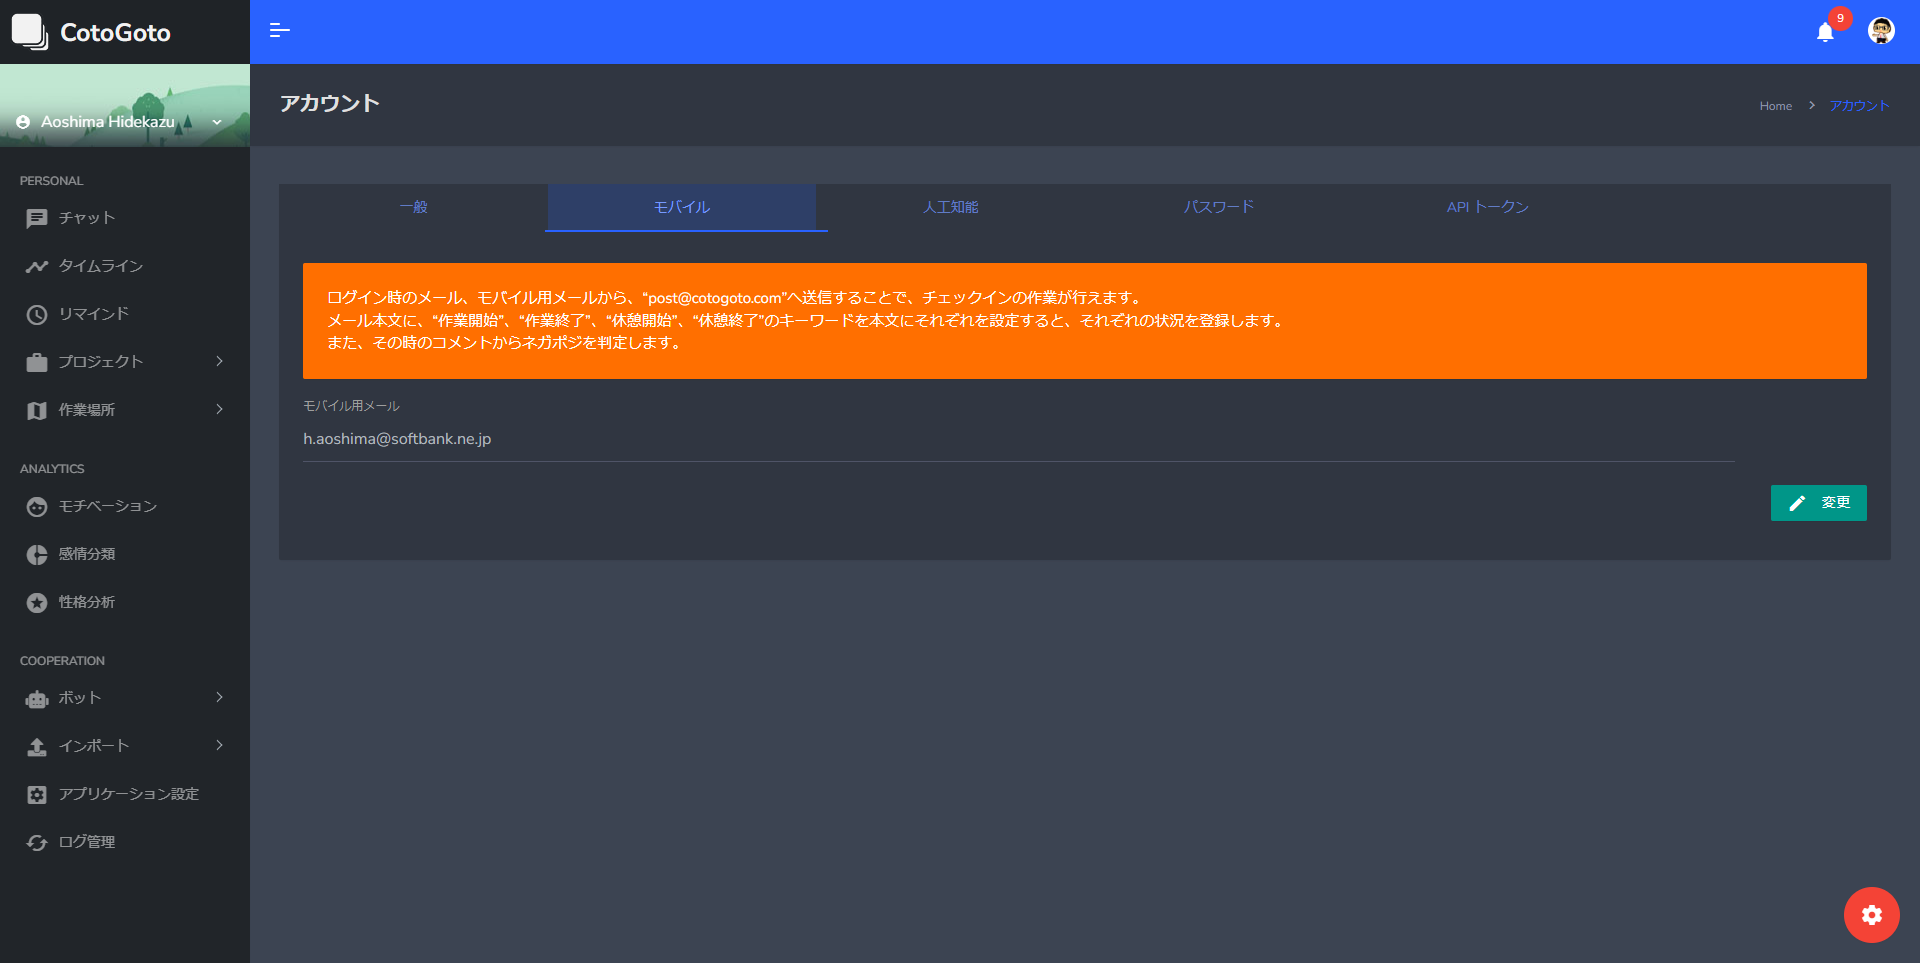 CotoGoto
9
Aoshima Hidekazu
アカウント
Home
アカウント
PERSONAL
チャット
タイムライン
リマインド
プロジェクト
作業場所
ANALYTICS
モチベーション
感情分類
性格分析
COOPERATION
ボット
インポート
アプリケーション設定
ログ管理
一般
モバイル
人工知能
パスワード
API トークン
ログイン時のメール、モバイル用メールから、“post@cotogoto.com”へ送信することで、チェックインの作業が行えます。
メール本文に、“作業開始”、“作業終了”、“休憩開始”、“休憩終了”のキーワードを本文にそれぞれを設定すると、それぞれの状況を登録します。
また、その時のコメントからネガポジを判定します。
モバイル用メール
h.aoshima@softbank.ne.jp
変更